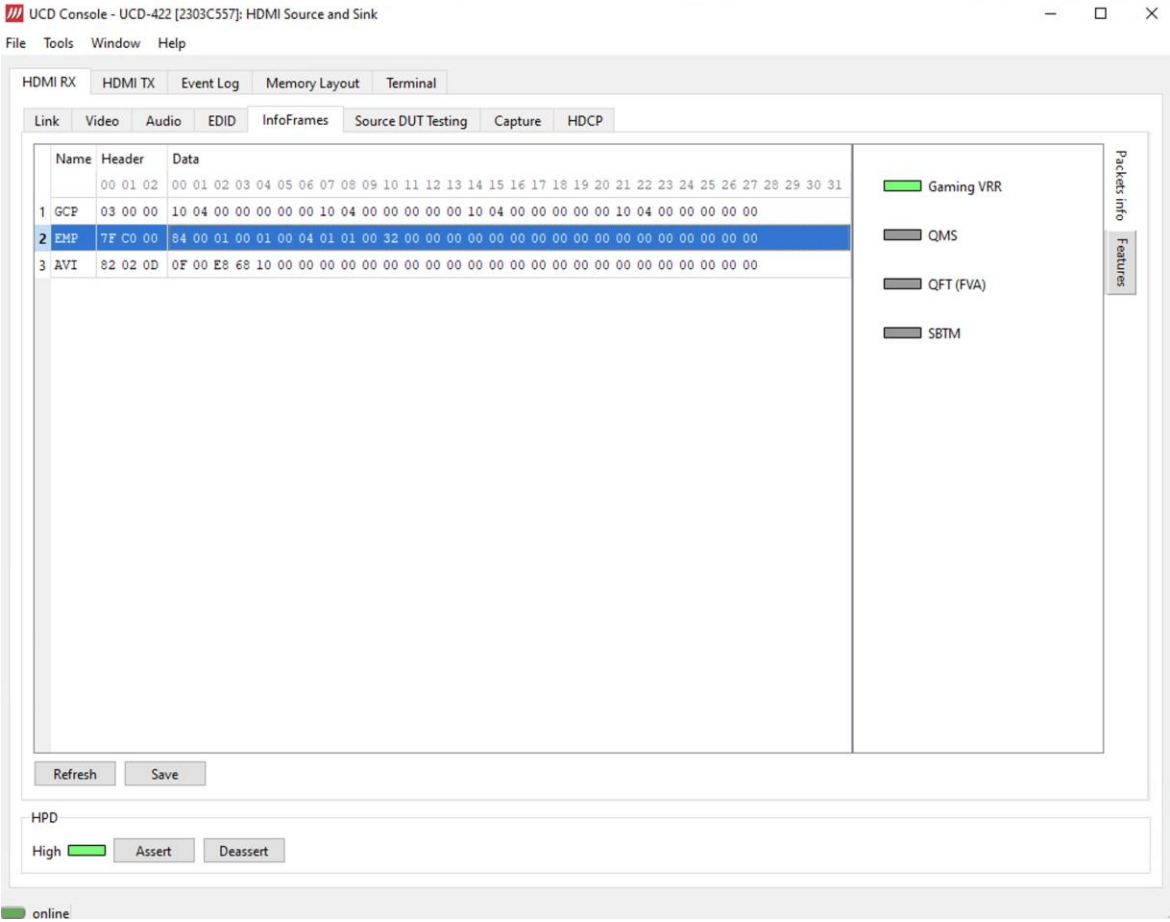 UCD Console - UCD-422 [2303C557]: HDMI Source and Sink
File Tools Window Help
HDMI RX HDMI TX Event Log Memory Layout Terminal
Link Video Audio EDID InfoFrames Source DUT Testing Capture HDCP
Name Header Data
00 01 02 00 01 02 03 04 05 06 07 08 09 10 11 12 13 14 15 16 17 18 19 20 21 22 23 24 25 26 27 28 29 30 31
1 GCP 03 00 00 10 04 00 00 00 00 00 10 04 00 00 00 00 00 10 04 00 00 00 00 00 10 04 00 00 00 00 00
2 EMP 7F C0 00 84 00 01 00 01 00 04 01 01 00 32 00 00 00 00 00 00 00 00 00 00 00 00 00 00 00 00 00
3 AVI 82 02 0D 0F 00 E8 68 10 00 00 00 00 00 00 00 00 00 00 00 00 00 00 00 00 00 00 00 00 00 00 00
Gaming VRR
QMS
QFT (FVA)
SBTM
Packets info
Features
Refresh Save
HPD
High Assert Deassert
online